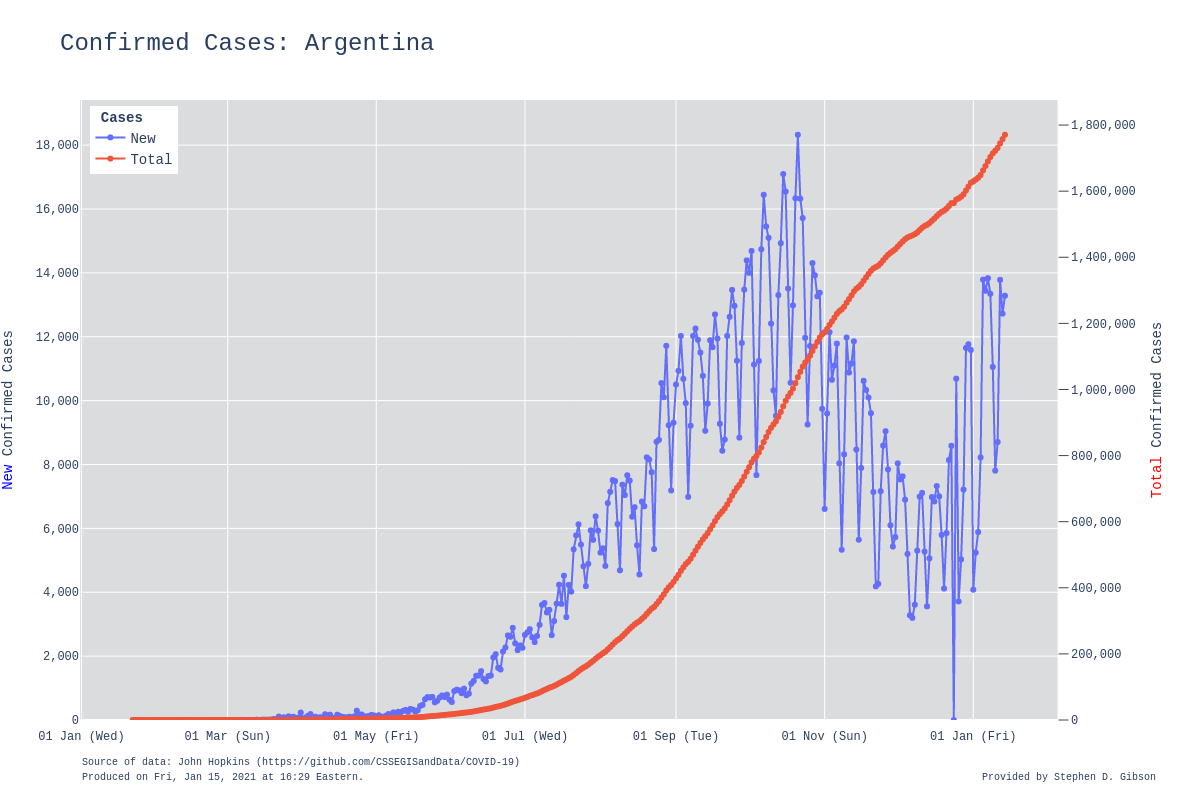 Confirmed Cases: Argentina
Cases
New
Total
18,000
16,000
14,000
12,000
10,000
8,000
6,000
4,000
2,000
0
New Confirmed Cases
1,800,000
1,600,000
1,400,000
1,200,000
1,000,000
800,000
600,000
400,000
200,000
0
Total Confirmed Cases
01 Jan (Wed)
01 Mar (Sun)
01 May (Fri)
01 Jul (Wed)
01 Sep (Tue)
01 Nov (Sun)
01 Jan (Fri)
Source of data: John Hopkins (https://github.com/CSSEGISandData/COVID-19)
Produced on Fri, Jan 15, 2021 at 16:29 Eastern.
Provided by Stephen D. Gibson